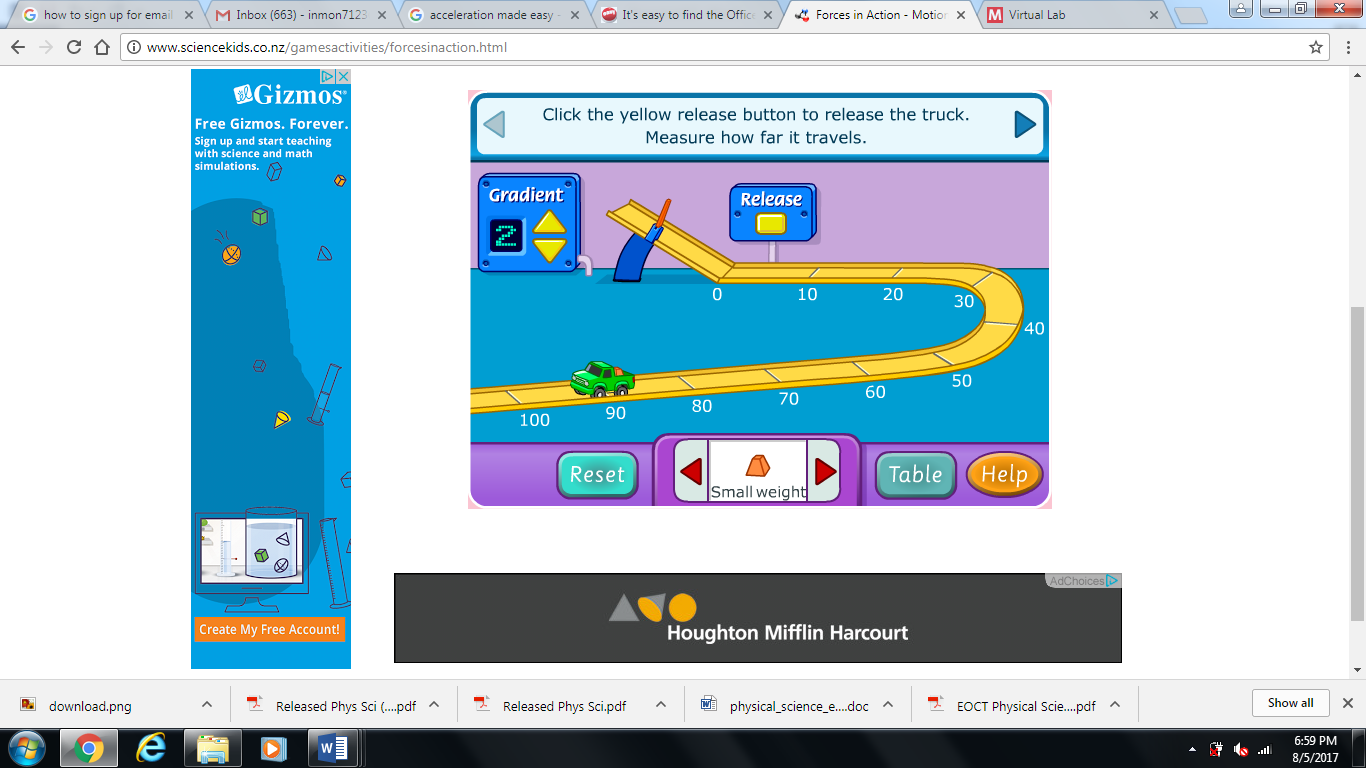 how to sign up for email
Inbox (663) - inmon7123
acceleration made easy -
It's easy to find the Office
Forces in Action - Motion
Virtual Lab
www.sciencekids.co.nz/gamesactivities/forcesinaction.html
Gizmos
Free Gizmos. Forever.
Sign up and start teaching
with science and math
simulations.
Create My Free Account!
Click the yellow release button to release the truck.
Measure how far it travels.
Gradient
2
Release
0
10
20
30
40
50
60
70
80
90
100
Reset
Small weight
Table
Help
AdChoices
Houghton Mifflin Harcourt
download.png
Released Phys Sci (....pdf
Released Phys Sci.pdf
physical_science_e....doc
EOCT Physical Scie....pdf
Show all
6:59 PM
8/5/2017